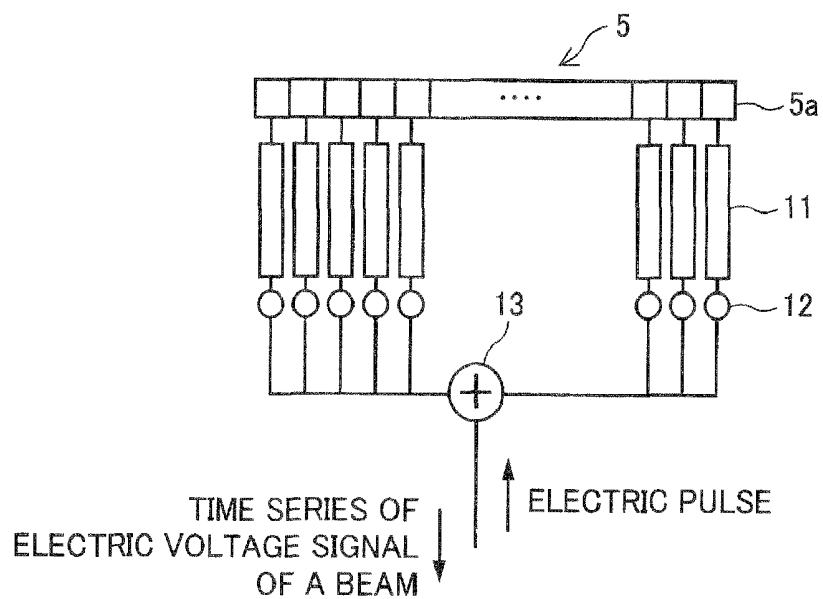 5
....
5a
11
12
13
+
TIME SERIES OF
ELECTRIC VOLTAGE SIGNAL
OF A BEAM
ELECTRIC PULSE